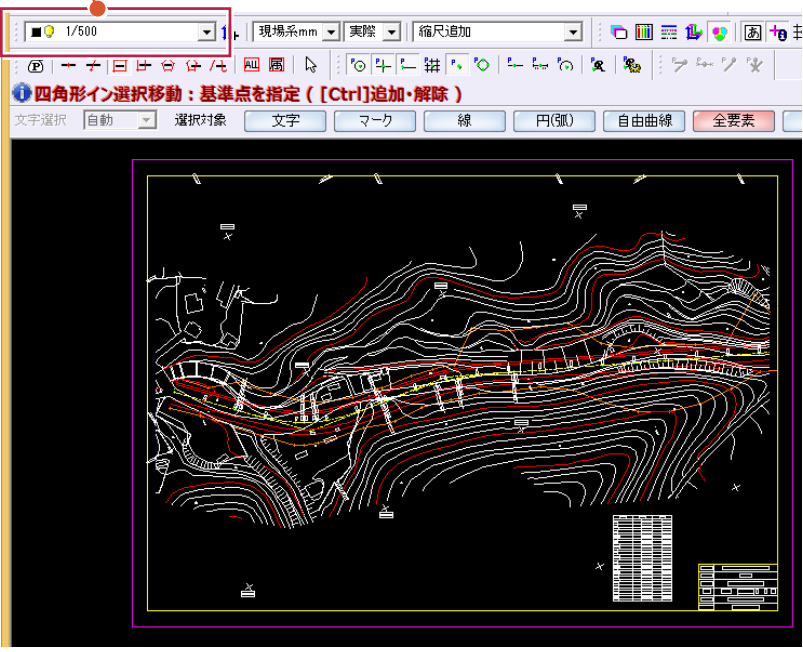 1/500 現場系mm 実際 縮尺追加 あ
P ALL 画
四角形イン選択移動：基準点を指定 ( [Ctrl]追加・解除 )
文字選択 自動 選択対象 文字 マーク 線 円(弧) 自由曲線 全要素